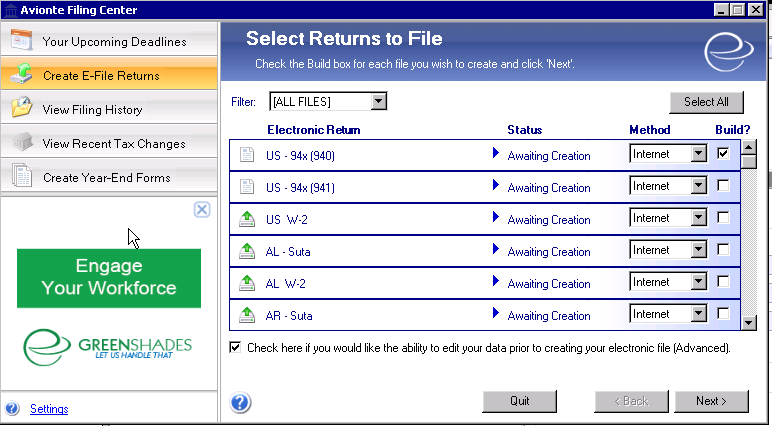 Avionte Filing Center
Your Upcoming Deadlines
Create E-File Returns
View Filing History
View Recent Tax Changes
Create Year-End Forms
Engage
Your Workforce
GREENSHADES
LET US HANDLE THAT
Settings
Select Returns to File
Check the Build box for each file you wish to create and click 'Next'.
Filter: [ALL FILES] Select All
Electronic Return Status Method Build?
US - 94x (940) Awaiting Creation Internet
US - 94x (941) Awaiting Creation Internet
US W-2 Awaiting Creation Internet
AL - Suta Awaiting Creation Internet
AL W-2 Awaiting Creation Internet
AR - Suta Awaiting Creation Internet
Check here if you would like the ability to edit your data prior to creating your electronic file (Advanced).
Quit < Back Next >